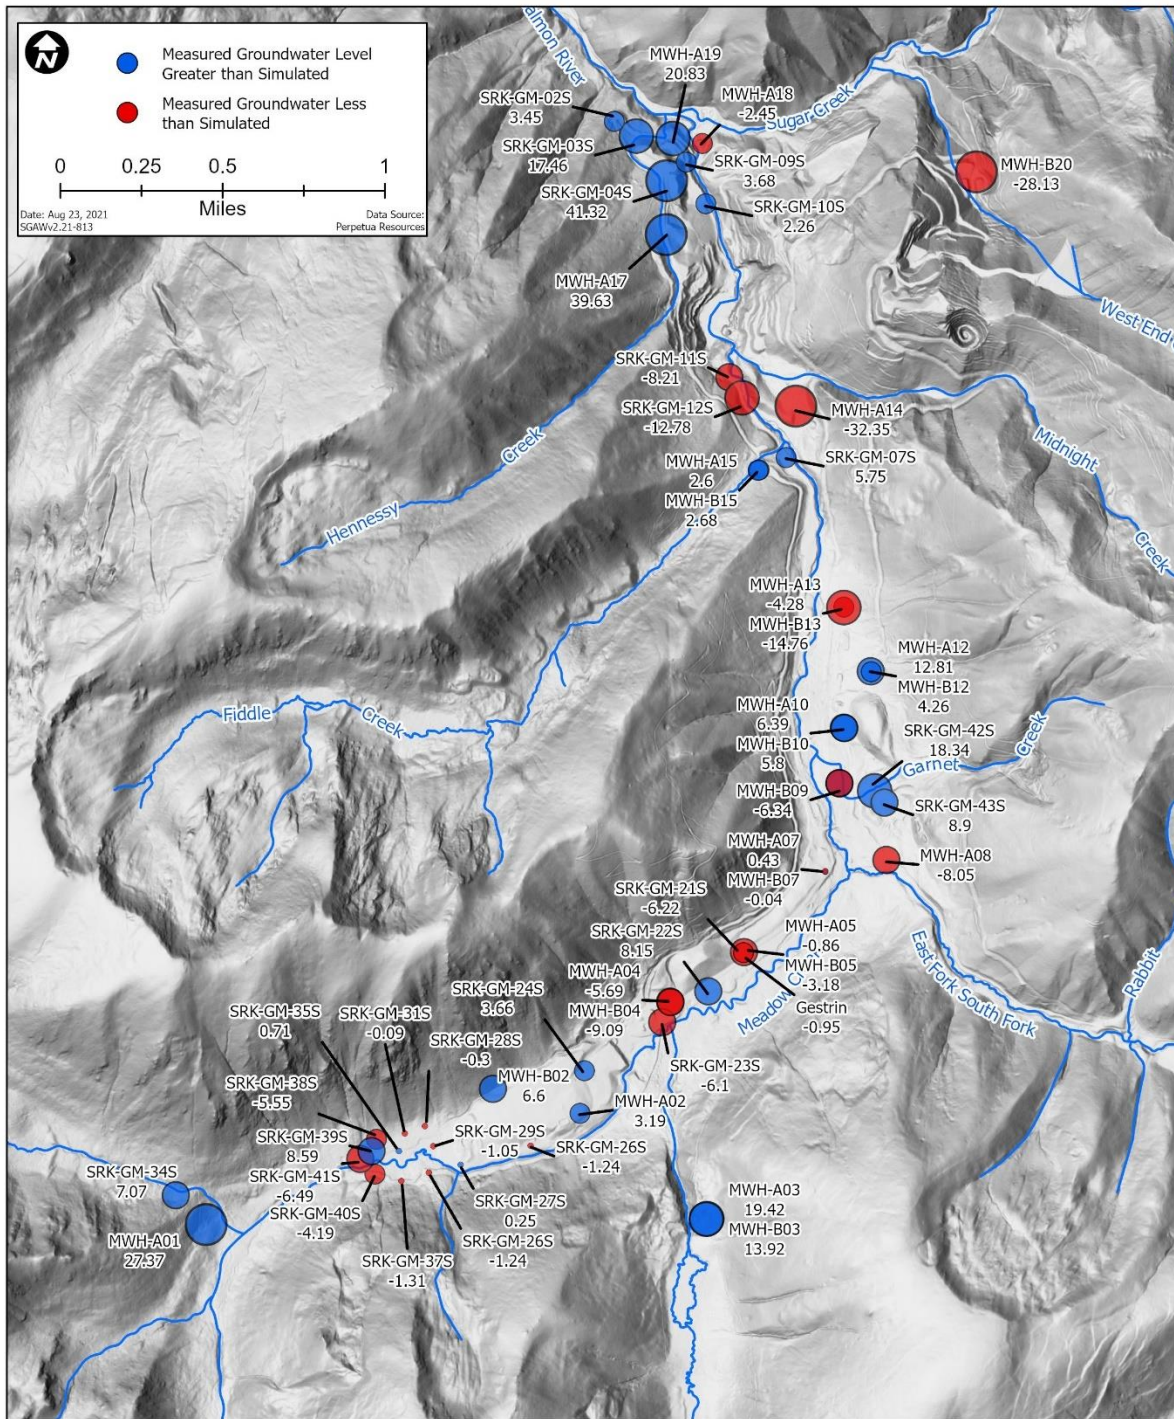 N
Measured Groundwater Level
Greater than Simulated
Measured Groundwater Less
than Simulated
0
0.25
0.5
1
Miles
Date: Aug 23, 2021
SGAWv2.21-813
Data Source:
Perpetua Resources
almon River
MWH-A19
20.83
SRK-GM-02S
3.45
MWH-A18
-2.45
Sugar Creek
SRK-GM-03S
17.46
SRK-GM-09S
3.68
MWH-B20
-28.13
SRK-GM-04S
41.32
SRK-GM-10S
2.26
MWH-A17
39.63
West End
SRK-GM-11S
-8.21
SRK-GM-12S
-12.78
MWH-A14
-32.35
Midnight
Creek
Hennessy
Creek
MWH-A15
2.6
MWH-B15
2.68
SRK-GM-07S
5.75
MWH-A13
-4.28
MWH-B13
-14.76
MWH-A12
12.81
MWH-B12
4.26
Fiddle
Creek
MWH-A10
6.39
MWH-B10
5.8
SRK-GM-42S
18.34
Garnet
Creek
MWH-B09
-6.34
SRK-GM-43S
8.9
MWH-A07
0.43
MWH-B07
-0.04
MWH-A08
-8.05
SRK-GM-21S
-6.22
SRK-GM-22S
8.15
MWH-A05
-0.86
MWH-B05
-3.18
Gestrin
-0.95
East Fork South Fork
Rabbit
Meadow Creek
MWH-A04
-5.69
MWH-B04
-9.09
SRK-GM-24S
3.66
SRK-GM-35S
0.71
SRK-GM-31S
-0.09
SRK-GM-28S
-0.3
MWH-B02
6.6
SRK-GM-23S
-6.1
SRK-GM-38S
-5.55
MWH-A02
3.19
SRK-GM-39S
8.59
SRK-GM-29S
-1.05
SRK-GM-26S
-1.24
SRK-GM-34S
7.07
SRK-GM-41S
-6.49
SRK-GM-27S
0.25
SRK-GM-40S
-4.19
SRK-GM-26S
-1.24
SRK-GM-37S
-1.31
MWH-A01
27.37
MWH-A03
19.42
MWH-B03
13.92